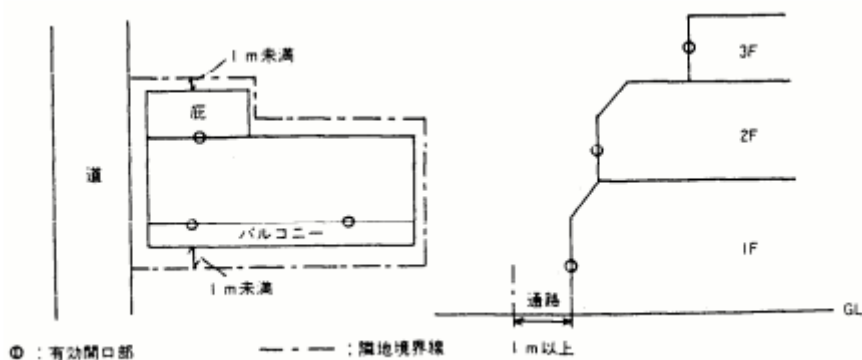 1m未満
庇
道
バルコニー
1m未満
3F
2F
1F
通路
GL
1m以上
:有効開口部
:隣地境界線